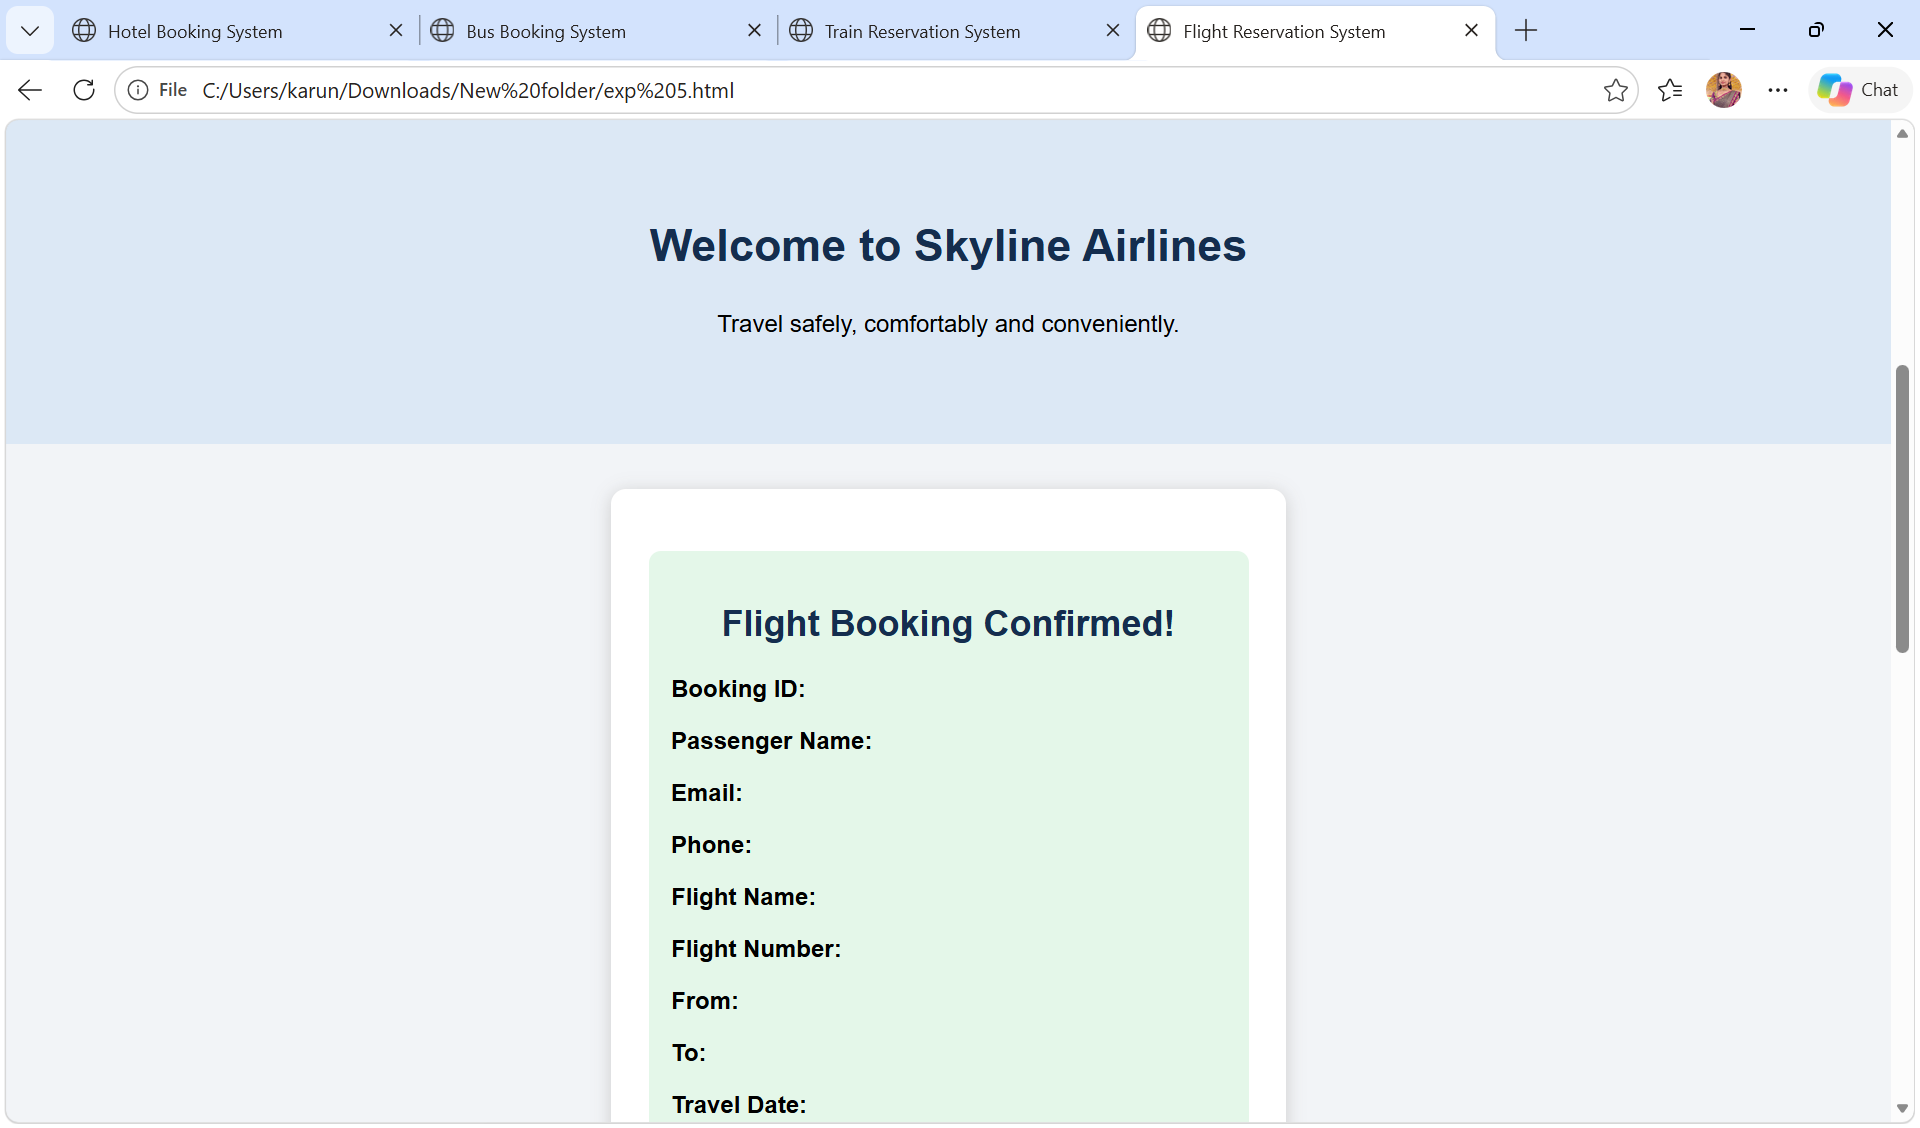 Hotel Booking System
Bus Booking System
Train Reservation System
Flight Reservation System
File C:/Users/karun/Downloads/New%20folder/exp%205.html
Chat
Welcome to Skyline Airlines
Travel safely, comfortably and conveniently.
Flight Booking Confirmed!
Booking ID:
Passenger Name:
Email:
Phone:
Flight Name:
Flight Number:
From:
To:
Travel Date: